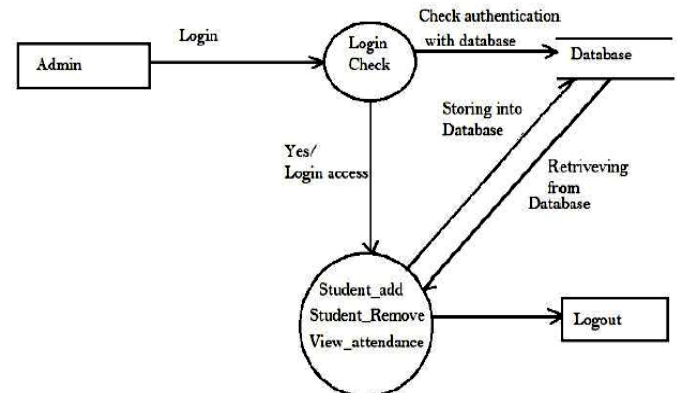 Admin
Login
Login
Check
Check authentication
with database
Database
Storing into
Database
Retriveving
from
Database
Yes/
Login access
Student_add
Student_Remove
View_attendance
Logout